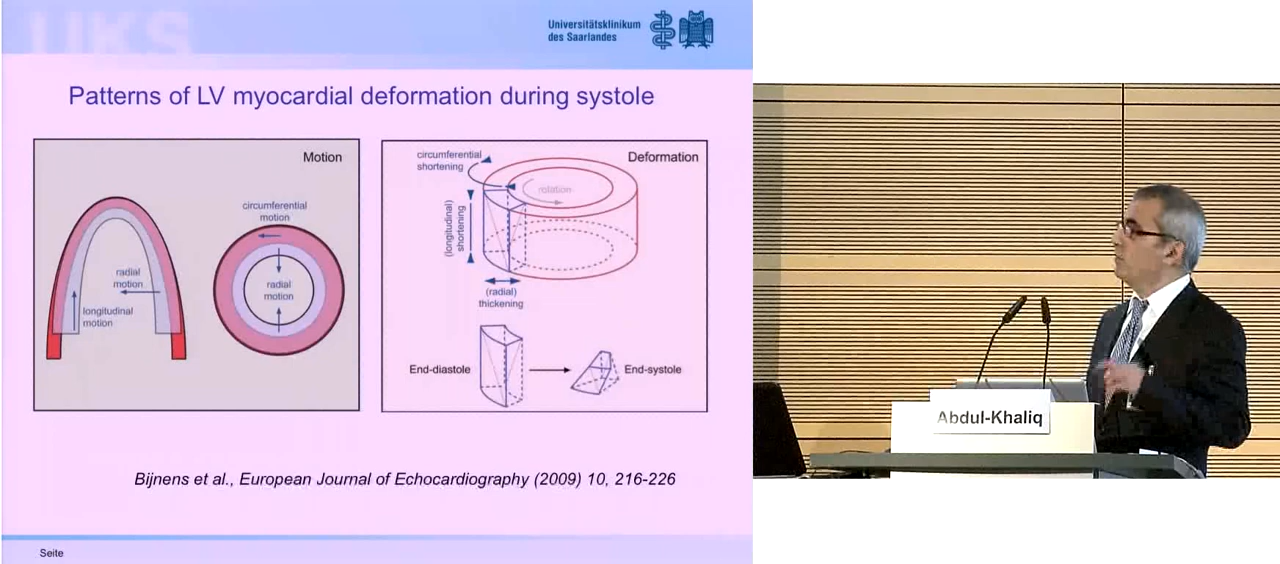 UKS
Universitätsklinikum
des Saarlandes
Patterns of LV myocardial deformation during systole
Motion
circumferential
motion
radial
motion
radial
motion
longitudinal
motion
Deformation
circumferential
shortening
rotation
(longitudinal)
shortening
(radial)
thickening
End-diastole
End-systole
Bijnens et al., European Journal of Echocardiography (2009) 10, 216-226
Seite
Abdul-Khaliq